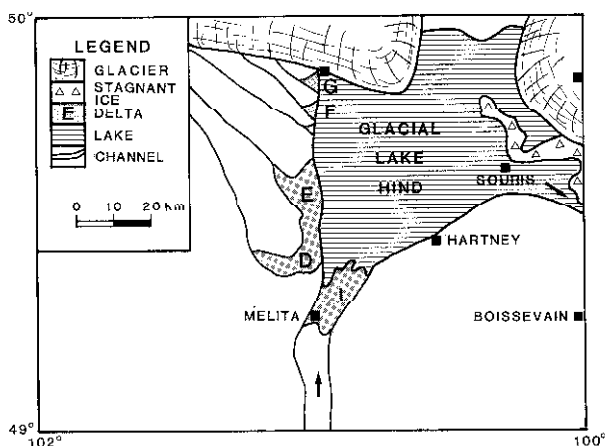 50°
LEGEND
GLACIER
STAGNANT
ICE
E DELTA
LAKE
CHANNEL
0 10 20 km
G
F
GLACIAL
LAKE
HIND
SOURIS
E
D
HARTNEY
I
MELITA
BOISSEVAIN
49°
102°
100°